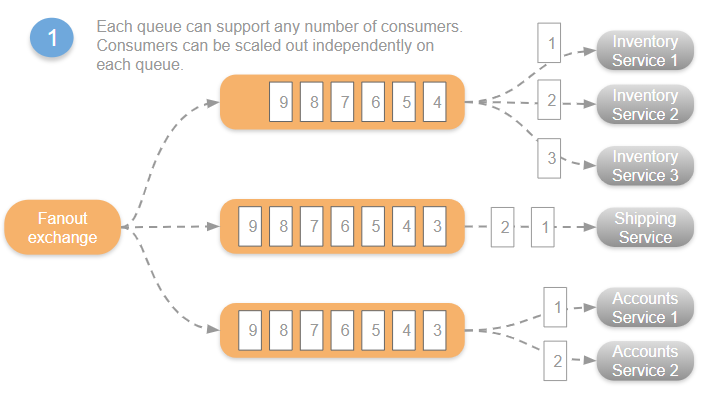 1
Each queue can support any number of consumers.
Consumers can be scaled out independently on
each queue.
Fanout
exchange
9 8 7 6 5 4
1
Inventory
Service 1
2
Inventory
Service 2
3
Inventory
Service 3
9 8 7 6 5 4 3
2 1
Shipping
Service
9 8 7 6 5 4 3
1
Accounts
Service 1
2
Accounts
Service 2